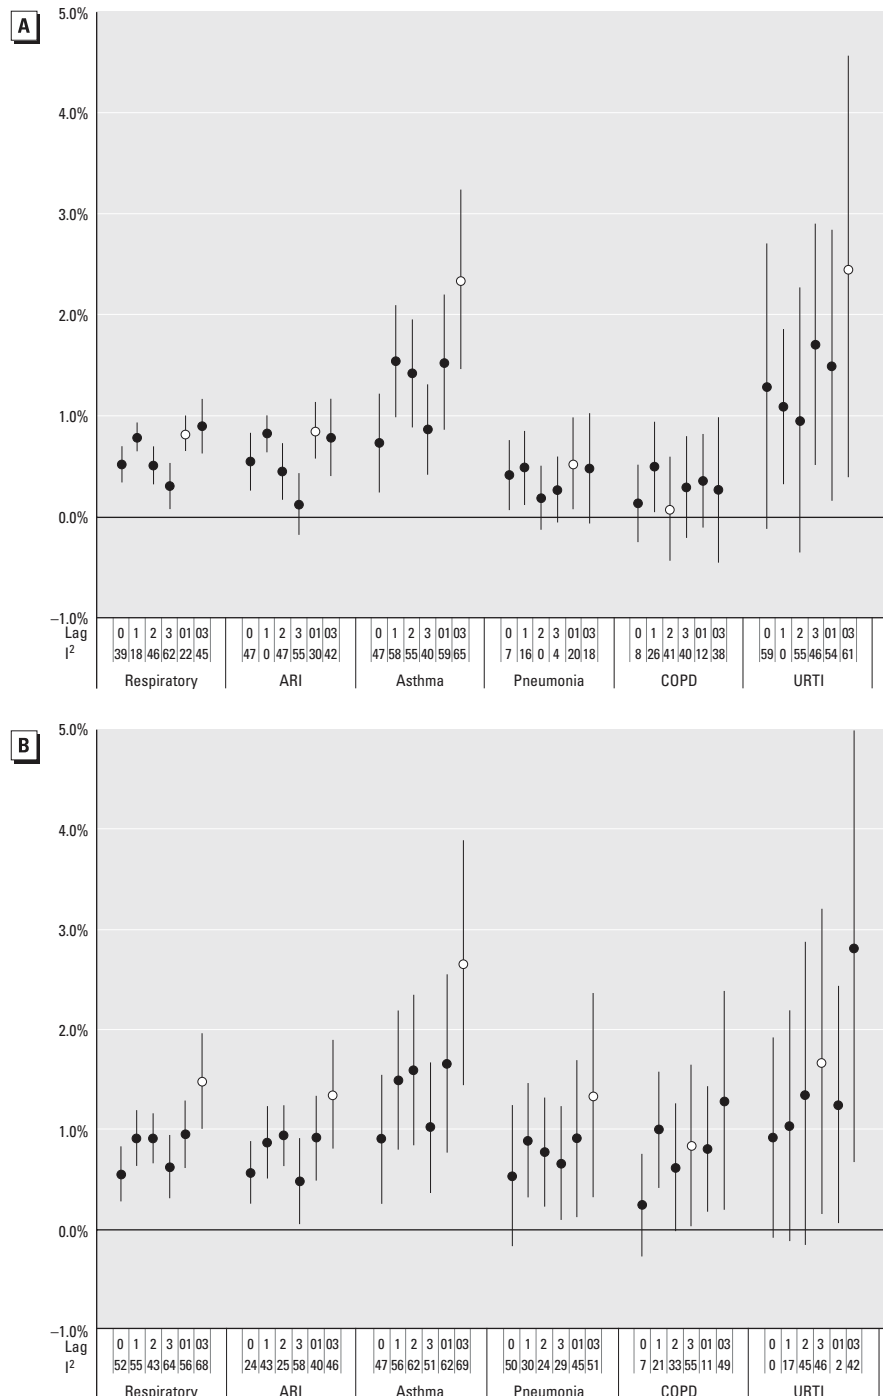 A
5.0%
4.0%
3.0%
2.0%
1.0%
0.0%
–1.0%
Lag 0 1 2 3 01 03 0 1 2 3 01 03 0 1 2 3 01 03 0 1 2 3 01 03 0 1 2 3 01 03 0 1 2 3 01 03
I² 39 18 46 62 22 45 47 0 47 55 30 42 47 58 55 40 59 65 7 16 0 4 20 18 8 26 41 40 12 38 59 0 55 46 54 61
Respiratory ARI Asthma Pneumonia COPD URTI
B
5.0%
4.0%
3.0%
2.0%
1.0%
0.0%
–1.0%
Lag 0 1 2 3 01 03 0 1 2 3 01 03 0 1 2 3 01 03 0 1 2 3 01 03 0 1 2 3 01 03 0 1 2 3 01 03
I² 52 55 43 64 56 68 24 43 25 58 40 46 47 56 62 51 62 69 50 30 24 29 45 51 7 21 33 55 11 49 0 17 45 46 2 42
Respiratory ARI Asthma Pneumonia COPD URTI